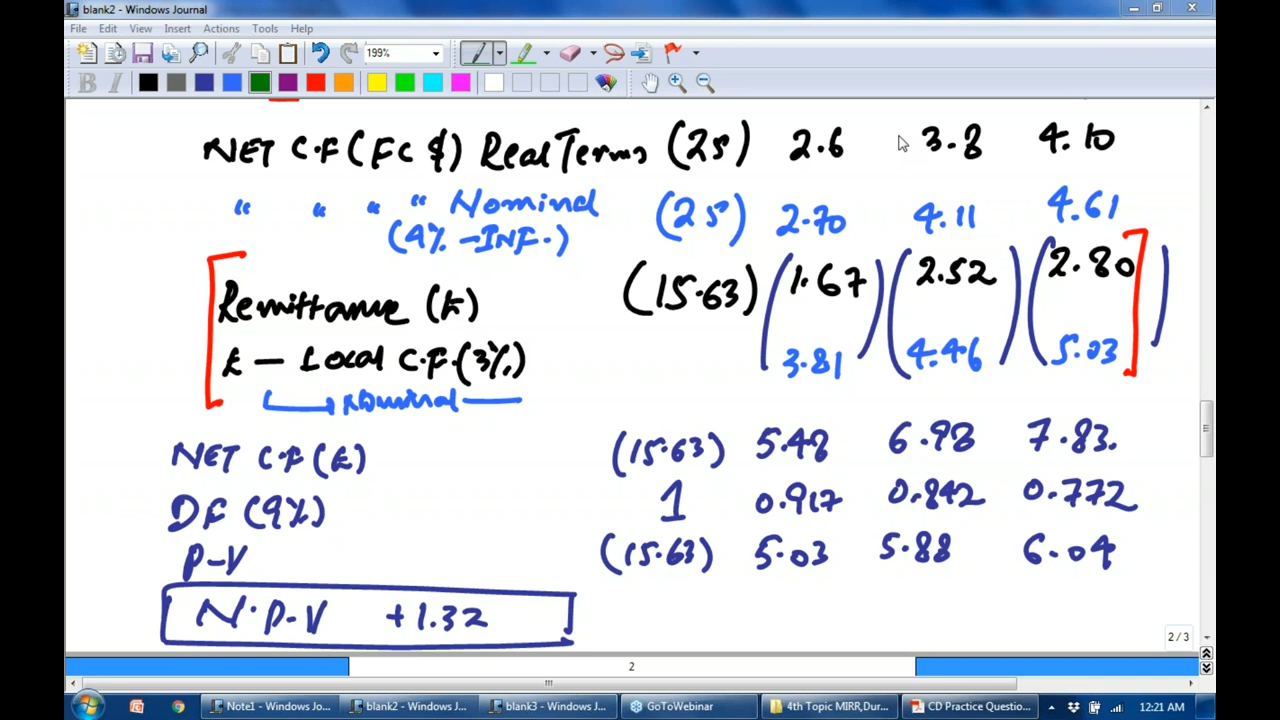 blank2 - Windows Journal
File Edit View Insert Actions Tools Help
199%
B I
NET C.F (FC $) Real Terms (25) 2.6 3.8 4.10
" " " " Nominal (25) 2.70 4.11 4.61
(4% -INF.)
Remittance (£) (15.63) (1.67) (2.52) (2.80)
£ — Local C.F. (3%) 3.81 4.46 5.03
Nominal
NET C.F (£) (15.63) 5.48 6.98 7.83.
DF (9%) 1 0.917 0.842 0.772
P-V (15.63) 5.03 5.88 6.04
N.P-V +1.32
2 / 3
2
Note1 - Windows Jo... blank2 - Windows Jo... blank3 - Windows Jo... GoToWebinar 4th Topic MIRR,Dur... CD Practice Questio... 12:21 AM